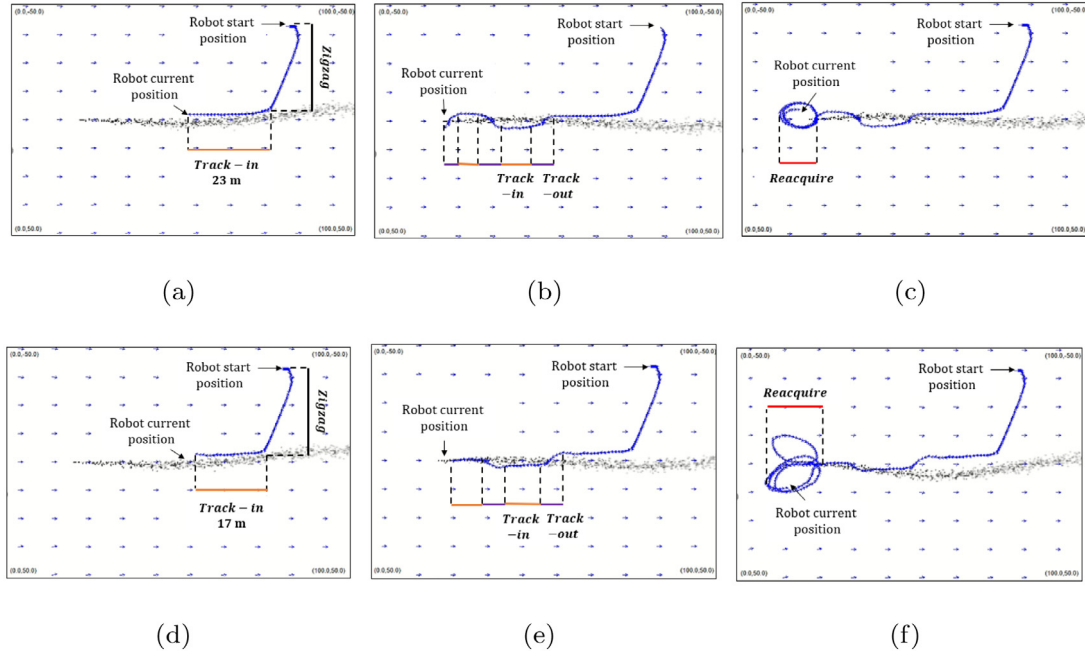 (0.0,-50.0)
(100.0,-50.0)
Robot start
position
Zigzag
Robot current
position
Track – in
23 m
(0.0,50.0)
(100.0,50.0)
(a)
(0.0,-50.0)
(100.0,-50.0)
Robot start
position
Robot current
position
Track
–in
Track
–out
(0.0,50.0)
(100.0,50.0)
(b)
(0.0,-50.0)
(100.0,-50.0)
Robot start
position
Robot current
position
Reacquire
(0.0,50.0)
(100.0,50.0)
(c)
(0.0,-50.0)
(100.0,-50.0)
Robot start
position
Zigzag
Robot current
position
Track – in
17 m
(0.0,50.0)
(100.0,50.0)
(d)
(0.0,-50.0)
(100.0,-50.0)
Robot start
position
Robot current
position
Track
–in
Track
–out
(0.0,50.0)
(100.0,50.0)
(e)
(0.0,-50.0)
(100.0,-50.0)
Reacquire
Robot start
position
Robot current
position
(0.0,50.0)
(100.0,50.0)
(f)